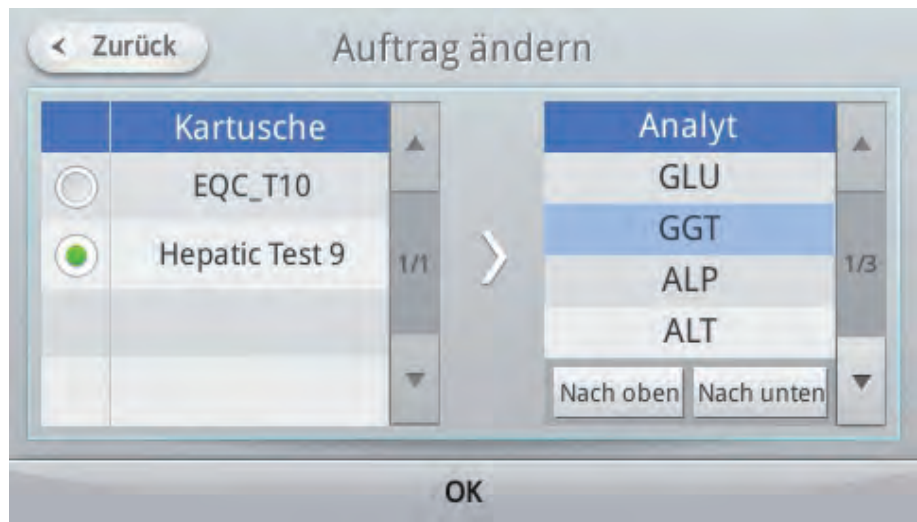 Zurück
Auftrag ändern
Kartusche
EQC_T10
Hepatic Test 9
1/1
Analyt
GLU
GGT
ALP
ALT
1/3
Nach oben
Nach unten
OK